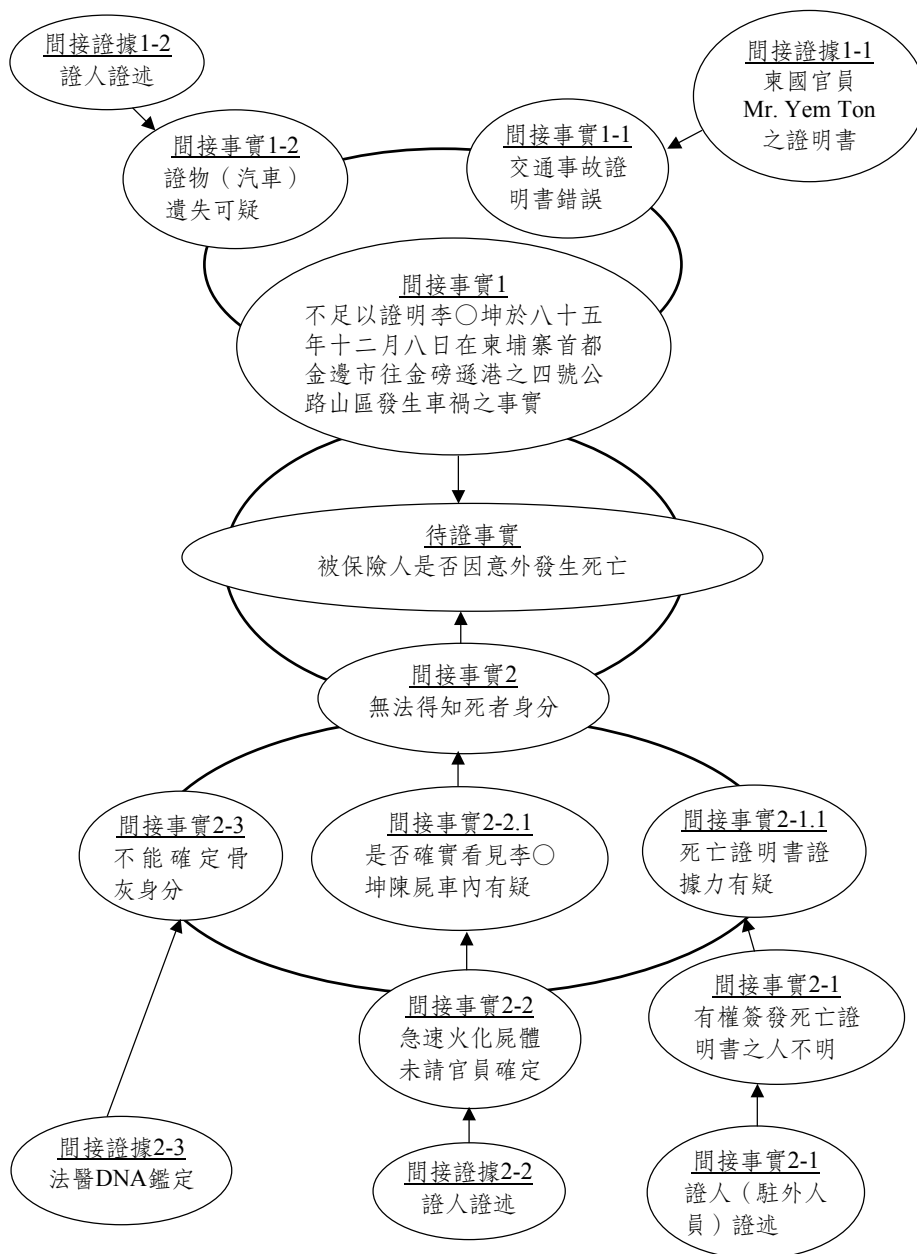 間接證據1-2
證人證述
間接證據1-1
柬國官員
Mr. Yem Ton
之證明書
間接事實1-2
證物（汽車）
遺失可疑
間接事實1-1
交通事故證
明書錯誤
間接事實1
不足以證明李○坤於八十五
年十二月八日在柬埔寨首都
金邊市往金磅遜港之四號公
路山區發生車禍之事實
待證事實
被保險人是否因意外發生死亡
間接事實2
無法得知死者身分
間接事實2-3
不能確定骨
灰身分
間接事實2-2.1
是否確實看見李○
坤陳屍車內有疑
間接事實2-1.1
死亡證明書證
據力有疑
間接事實2-2
急速火化屍體
未請官員確定
間接事實2-1
有權簽發死亡證
明書之人不明
間接證據2-3
法醫DNA鑑定
間接證據2-2
證人證述
間接事實2-1
證人（駐外人
員）證述